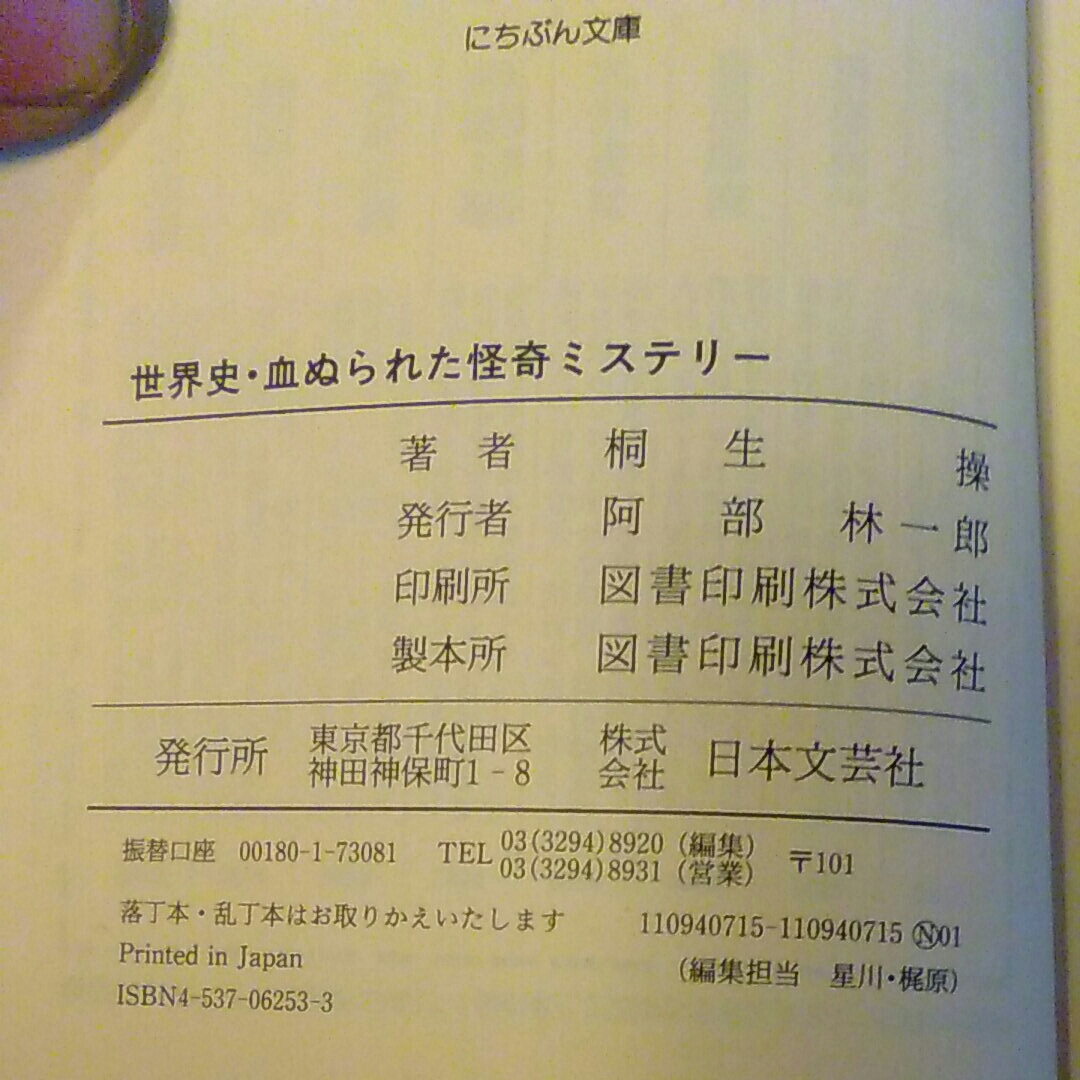 にちぶん文庫
世界史・血ぬられた怪奇ミステリー
著者 桐生 操
発行者 阿部 林一郎
印刷所 図書印刷株式会社
製本所 図書印刷株式会社
発行所 東京都千代田区 株式 日本文芸社
神田神保町1-8 会社
振替口座 00180-1-73081 TEL 03(3294)8920 (編集) 〒101
03(3294)8931 (営業)
落丁本・乱丁本はお取りかえいたします 110940715-110940715 Ⓝ01
Printed in Japan (編集担当 星川・梶原)
ISBN4-537-06253-3